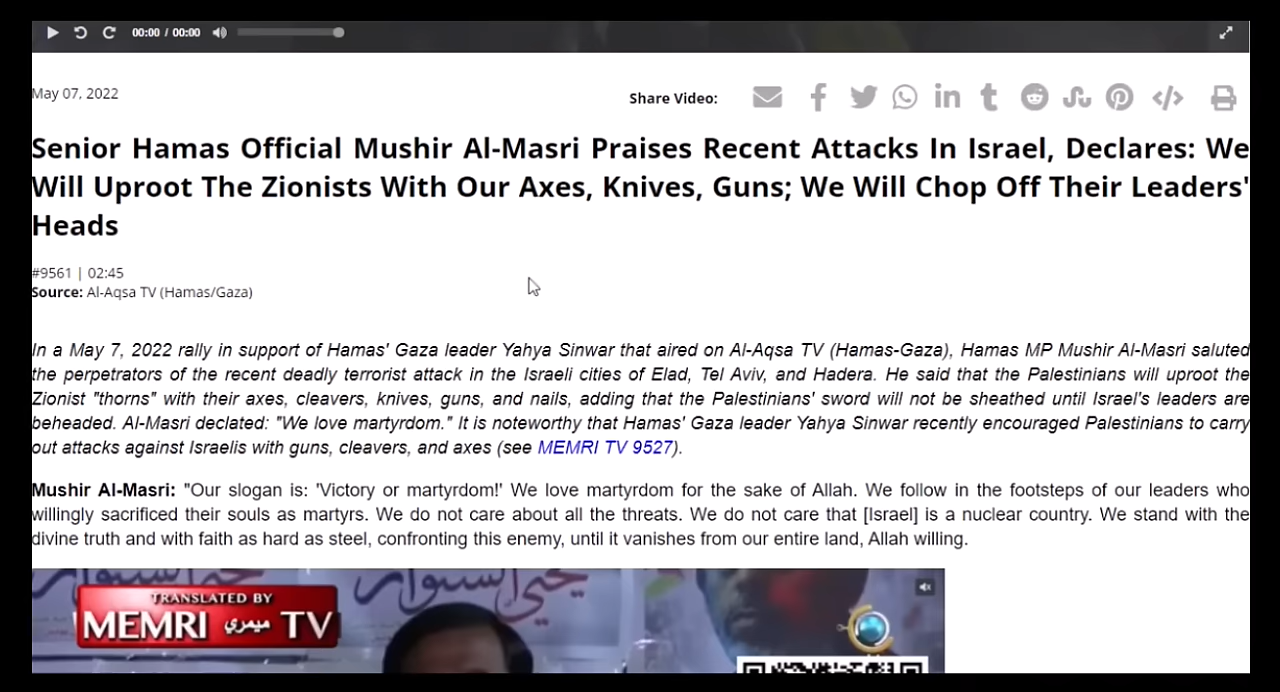 00:00 / 00:00
May 07, 2022
Share Video:
Senior Hamas Official Mushir Al-Masri Praises Recent Attacks In Israel, Declares: We
Will Uproot The Zionists With Our Axes, Knives, Guns; We Will Chop Off Their Leaders'
Heads
#9561 | 02:45
Source: Al-Aqsa TV (Hamas/Gaza)
In a May 7, 2022 rally in support of Hamas' Gaza leader Yahya Sinwar that aired on Al-Aqsa TV (Hamas-Gaza), Hamas MP Mushir Al-Masri saluted
the perpetrators of the recent deadly terrorist attack in the Israeli cities of Elad, Tel Aviv, and Hadera. He said that the Palestinians will uproot the
Zionist "thorns" with their axes, cleavers, knives, guns, and nails, adding that the Palestinians' sword will not be sheathed until Israel's leaders are
beheaded. Al-Masri declated: "We love martyrdom." It is noteworthy that Hamas' Gaza leader Yahya Sinwar recently encouraged Palestinians to carry
out attacks against Israelis with guns, cleavers, and axes (see MEMRI TV 9527).
Mushir Al-Masri: "Our slogan is: 'Victory or martyrdom!' We love martyrdom for the sake of Allah. We follow in the footsteps of our leaders who
willingly sacrificed their souls as martyrs. We do not care about all the threats. We do not care that [Israel] is a nuclear country. We stand with the
divine truth and with faith as hard as steel, confronting this enemy, until it vanishes from our entire land, Allah willing.
يحيى السنوار
TRANSLATED BY
MEMRI ميمري TV